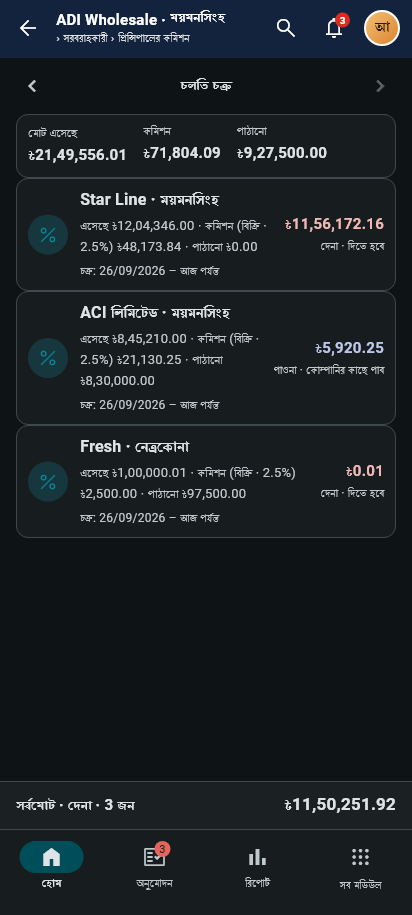 ADI Wholesale · ময়মনসিংহ
› সরবরাহকারী › প্রিন্সিপালের কমিশন
3
আ
চলতি চক্র
মোট এসেছে
৳21,49,556.01
কমিশন
৳71,804.09
পাঠানো
৳9,27,500.00
Star Line · ময়মনসিংহ
এসেছে ৳12,04,346.00 · কমিশন (বিক্রি ·
2.5%) ৳48,173.84 · পাঠানো ৳0.00
চক্র: 26/09/2026 – আজ পর্যন্ত
৳11,56,172.16
দেনা · দিতে হবে
ACI লিমিটেড · ময়মনসিংহ
এসেছে ৳8,45,210.00 · কমিশন (বিক্রি ·
2.5%) ৳21,130.25 · পাঠানো
৳8,30,000.00
চক্র: 26/09/2026 – আজ পর্যন্ত
৳5,920.25
পাওনা · কোম্পানির কাছে পাব
Fresh · নেত্রকোনা
এসেছে ৳1,00,000.01 · কমিশন (বিক্রি · 2.5%)
৳2,500.00 · পাঠানো ৳97,500.00
চক্র: 26/09/2026 – আজ পর্যন্ত
৳0.01
দেনা · দিতে হবে
সর্বমোট · দেনা · 3 জন
৳11,50,251.92
হোম
3
অনুমোদন
রিপোর্ট
সব মডিউল